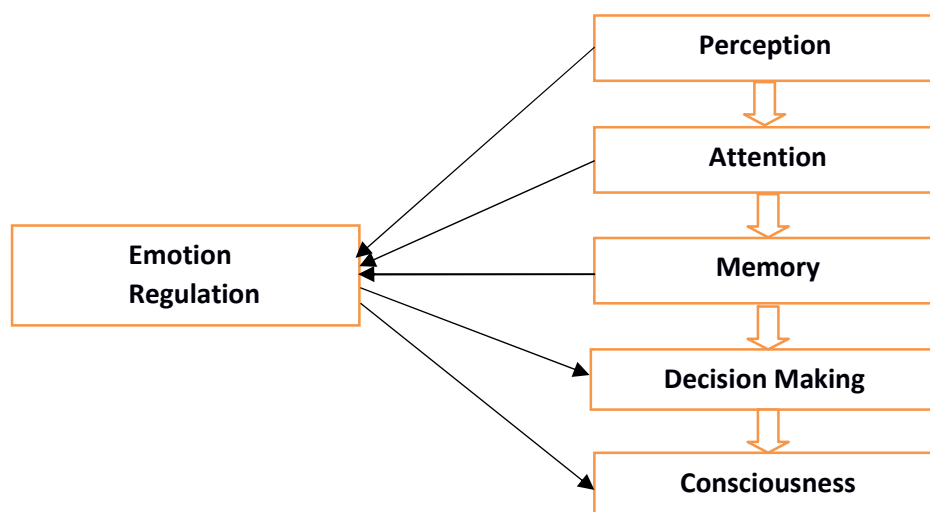 Perception
Attention
Emotion
Regulation
Memory
Decision Making
Consciousness